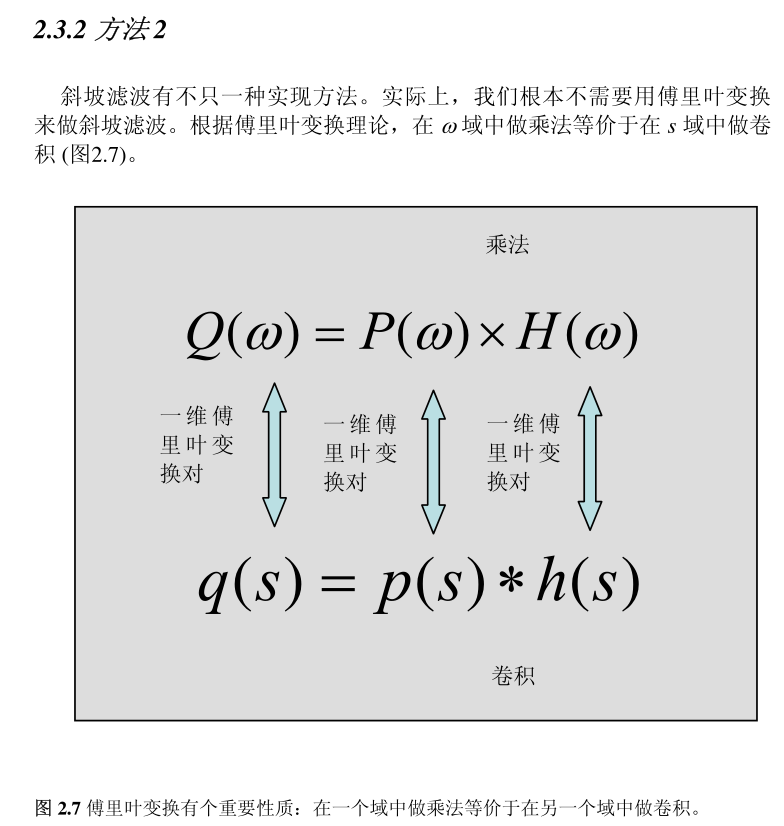 2.3.2 方法2
斜坡滤波有不只一种实现方法。实际上，我们根本不需要用傅里叶变换
来做斜坡滤波。根据傅里叶变换理论，在 ω 域中做乘法等价于在 s 域中做卷
积 (图2.7)。
乘法
Q(ω) = P(ω)×H(ω)
一维傅
里叶变
换对
一维傅
里叶变
换对
一维傅
里叶变
换对
q(s) = p(s)*h(s)
卷积
图 2.7 傅里叶变换有个重要性质：在一个域中做乘法等价于在另一个域中做卷积。